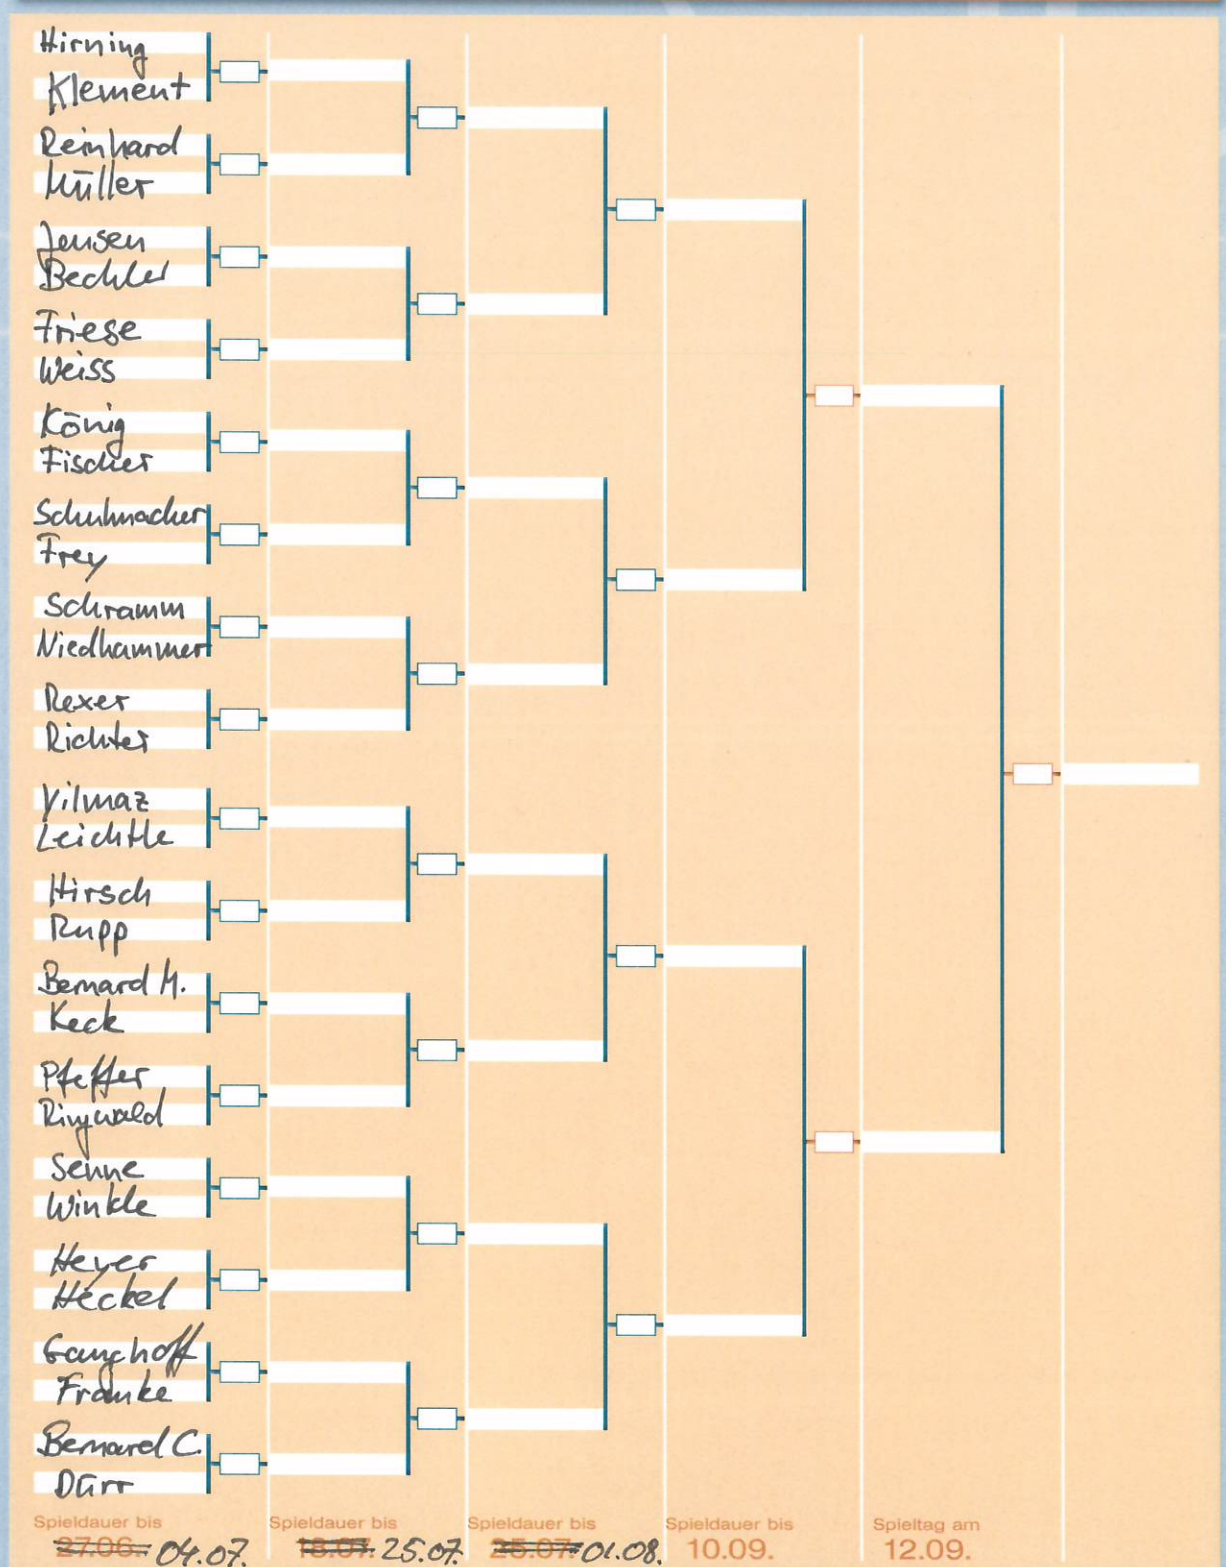 Hirning
Klement
Reinhard
Müller
Jensen
Bechler
Friese
Weiss
König
Fischer
Schuhmacher
Frey
Schramm
Niedhammer
Rexer
Richter
Yilmaz
Leichtle
Hirsch
Rupp
Bernard M.
Keck
Pfeffer
Ringwald
Senne
Winkle
Heyer
Heckel
Ganghoff
Franke
Bernard C.
Dürr
Spieldauer bis Spieldauer bis Spieldauer bis Spieldauer bis Spieltag am
27.06. 04.07. 18.07. 25.07. 25.07. 01.08. 10.09. 12.09.